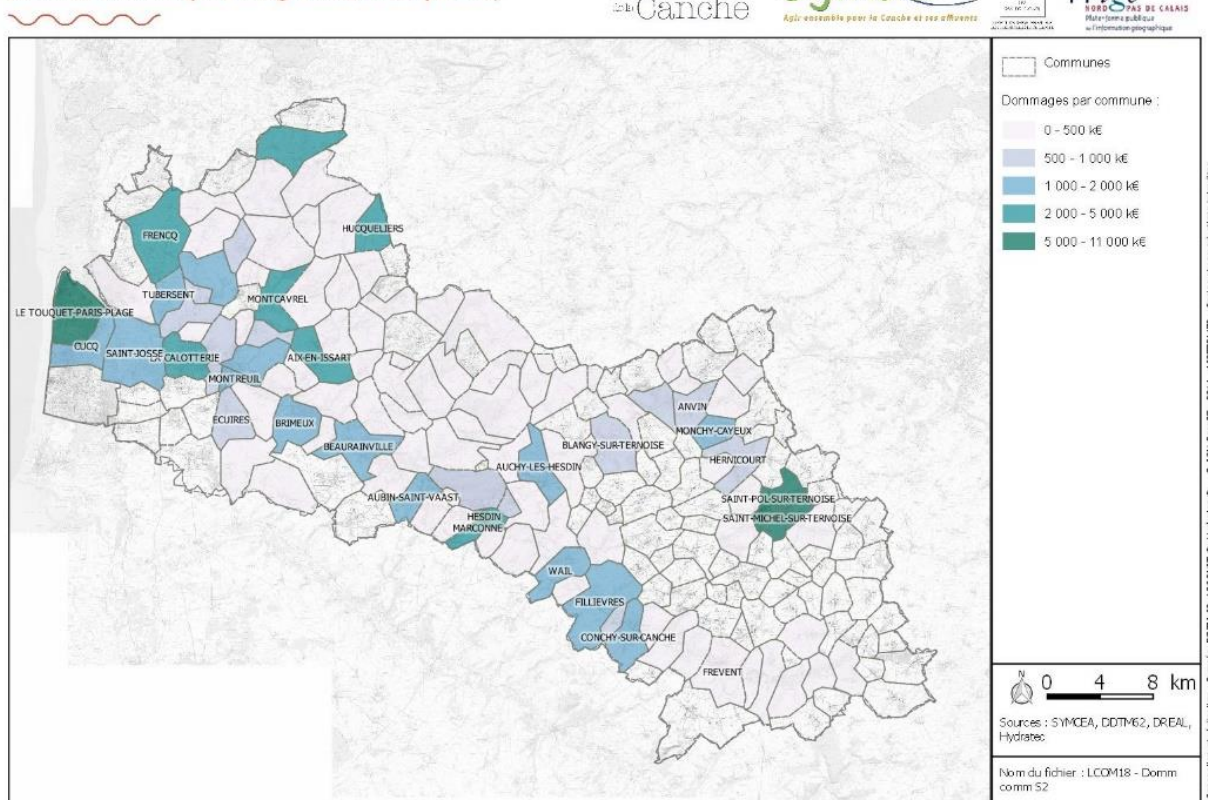 de la Canche
Agir ensemble pour la Canche et ses affluents
NORD PAS DE CALAIS
Plate-forme publique
de l'information géographique
Communes
Dommages par commune :
0 - 500 k€
500 - 1 000 k€
1 000 - 2 000 k€
2 000 - 5 000 k€
5 000 - 11 000 k€
FRENCQ
HUCQUELIERS
TUBERSENT
MONTCAVREL
LE TOUQUET-PARIS-PLAGE
CUCQ
SAINT-JOSSE
CALOTTERIE
AIX-EN-ISSART
MONTREUIL
ECUIRES
BRIMEUX
BEAURAINVILLE
ANVIN
MONCHY-CAYEUX
BLANGY-SUR-TERNOISE
HERNICOURT
AUCHY-LES-HESDIN
AUBIN-SAINT-VAAST
SAINT-POL-SUR-TERNOISE
SAINT-MICHEL-SUR-TERNOISE
HESDIN
MARCONNE
WAIL
FILLIEVRES
CONCHY-SUR-CANCHE
FREVENT
N
0 4 8 km
Sources : SYMCEA, DDTM62, DREAL,
Hydratec
Nom du fichier : LCOM18 - Domm
comm S2